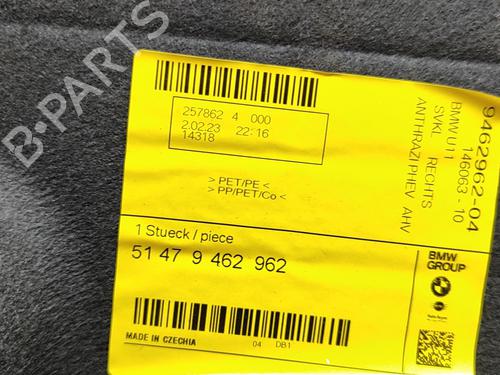 B-PARTS
257862 4 000
2.02.23 22:16
14318
> PET/PE <
> PP/PET/Co <
1 Stueck / piece
51 47 9 462 962
MADE IN CZECHIA
04 DB1
9462962-04
146063 - 10
BMW U11
SVKL RECHTS
ANTHRAZIPHEV AHV
BMW
GROUP